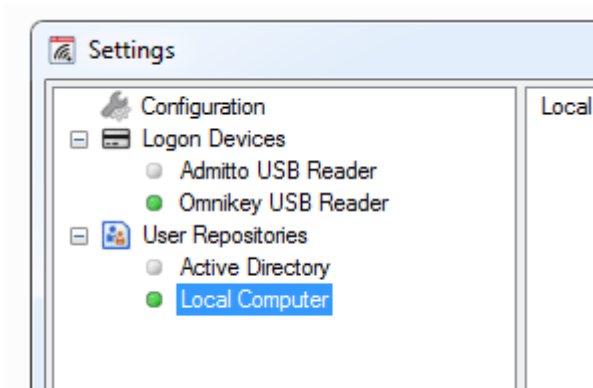 Settings
Configuration
Local
Logon Devices
Admitto USB Reader
Omnikey USB Reader
User Repositories
Active Directory
Local Computer